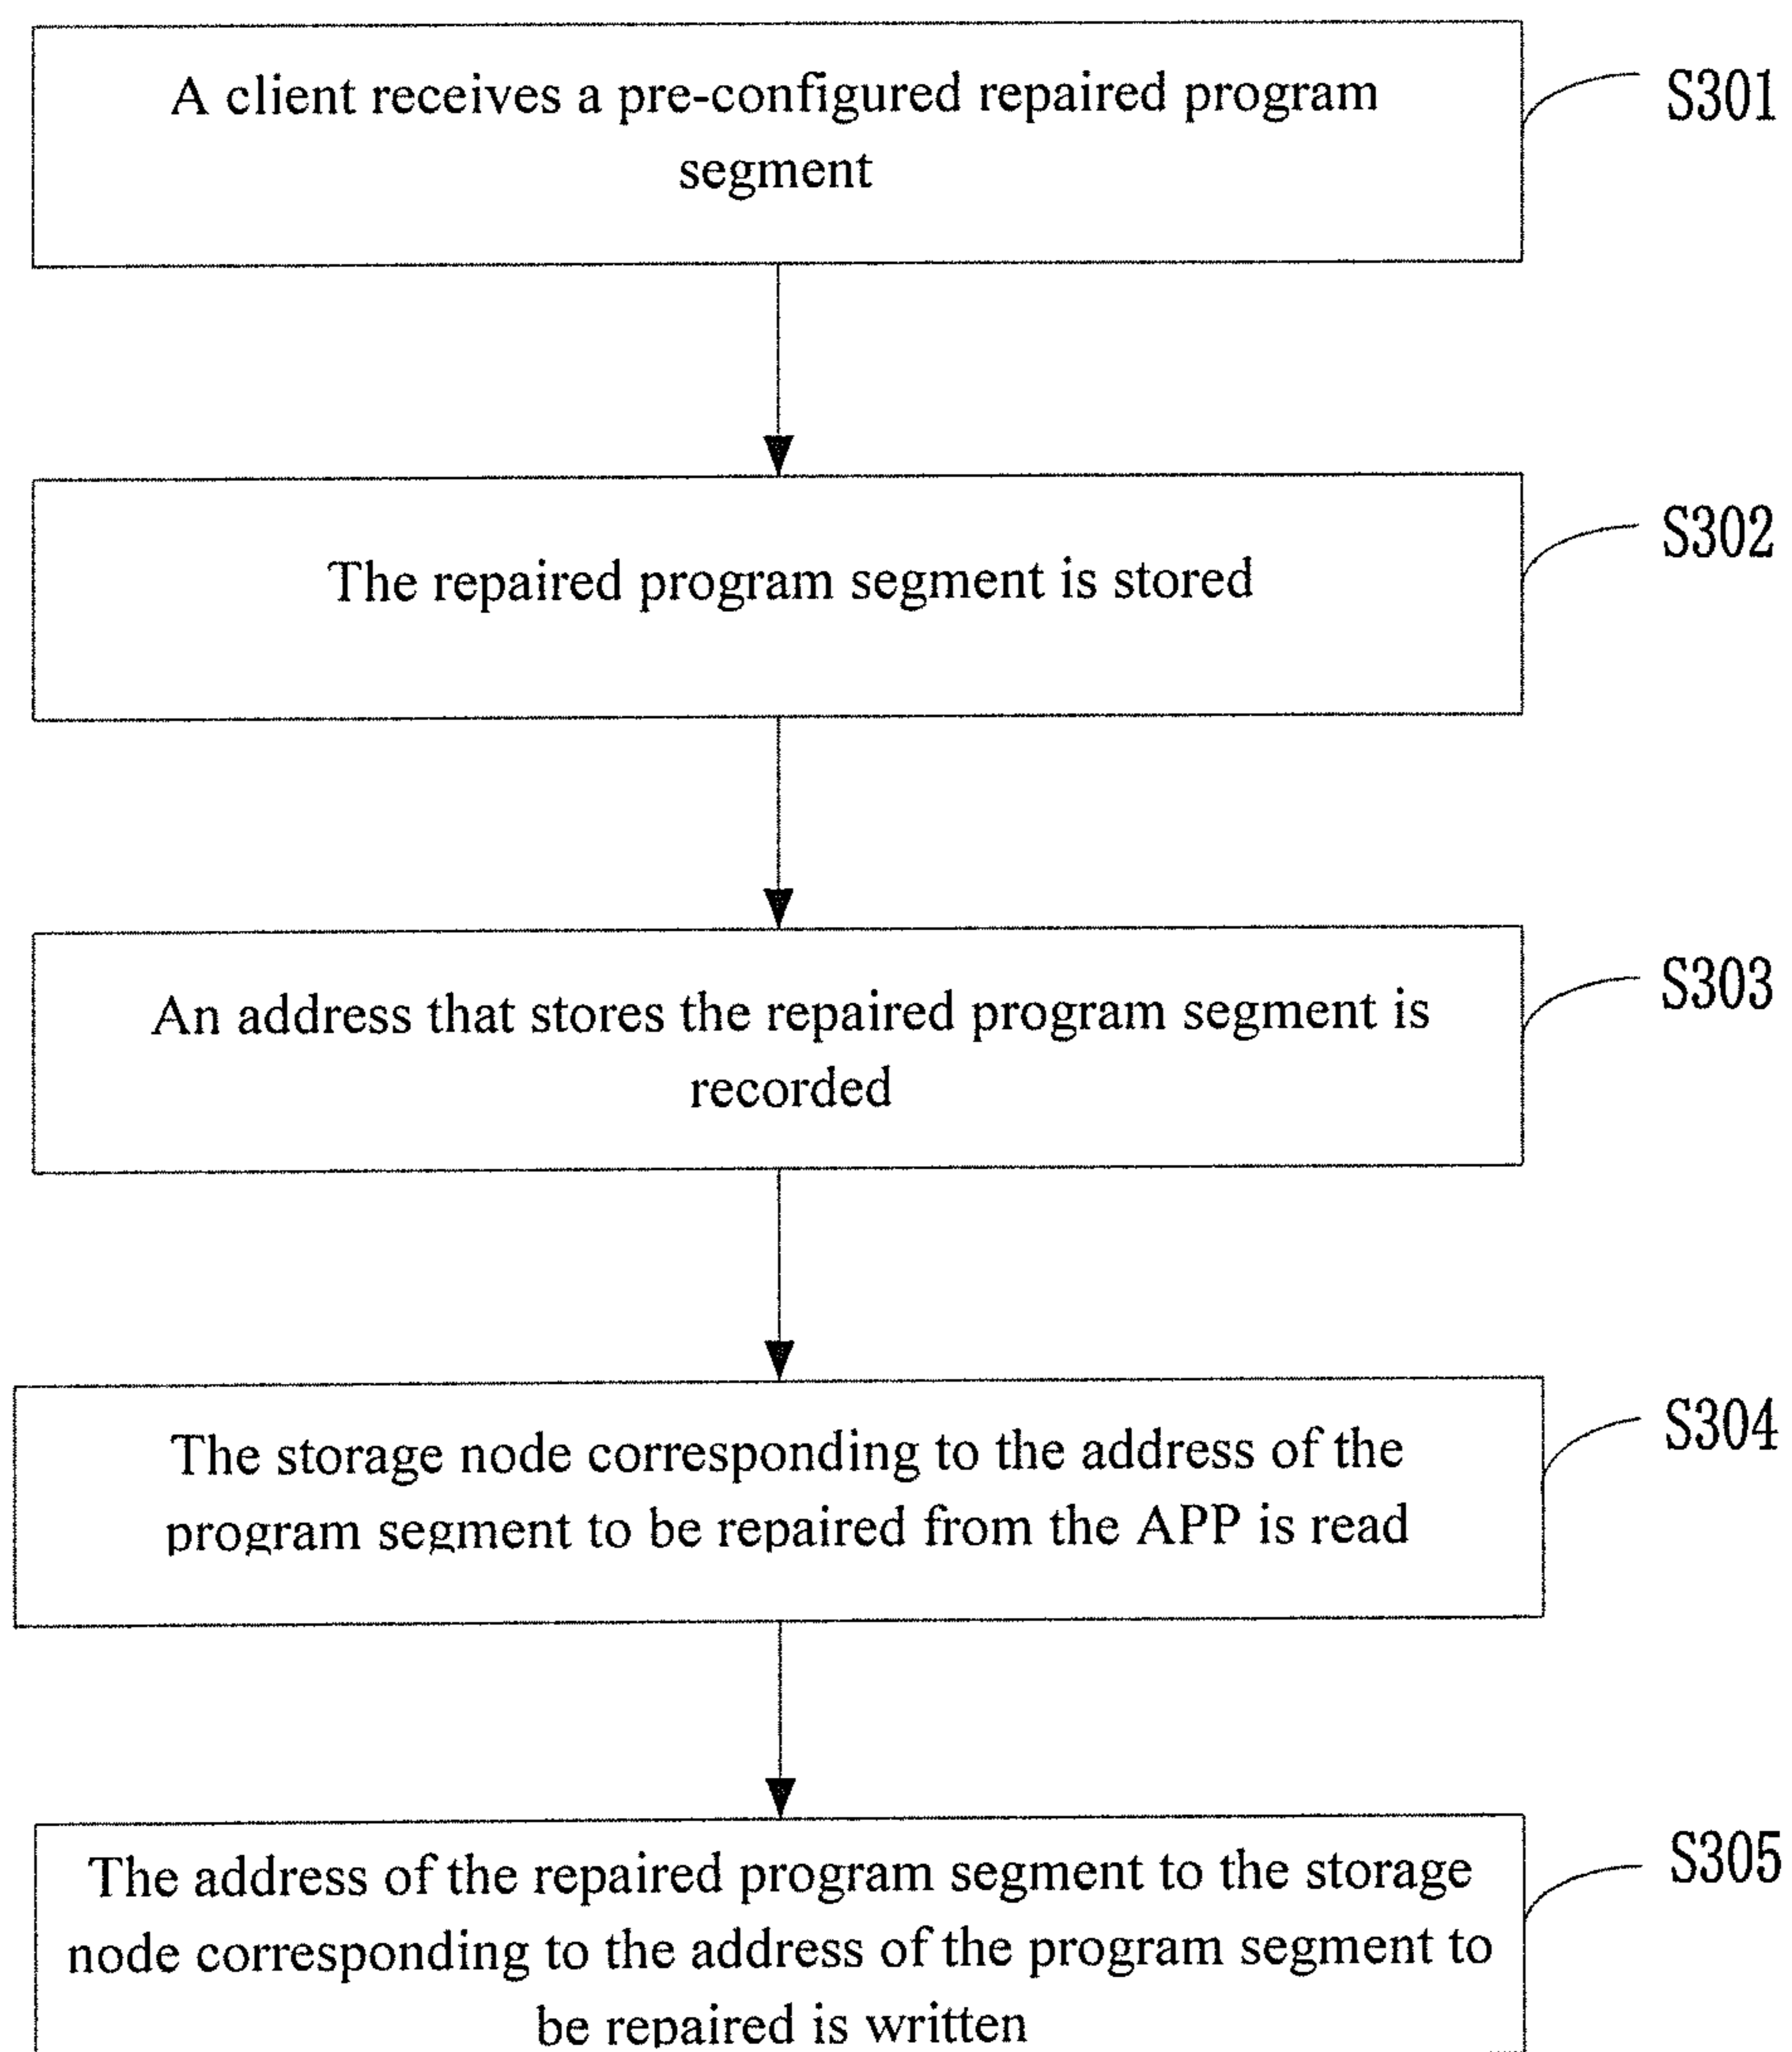 A client receives a pre-configured repaired program
segment
S301
The repaired program segment is stored
S302
An address that stores the repaired program segment is
recorded
S303
The storage node corresponding to the address of the
program segment to be repaired from the APP is read
S304
The address of the repaired program segment to the storage
node corresponding to the address of the program segment to
be repaired is written
S305